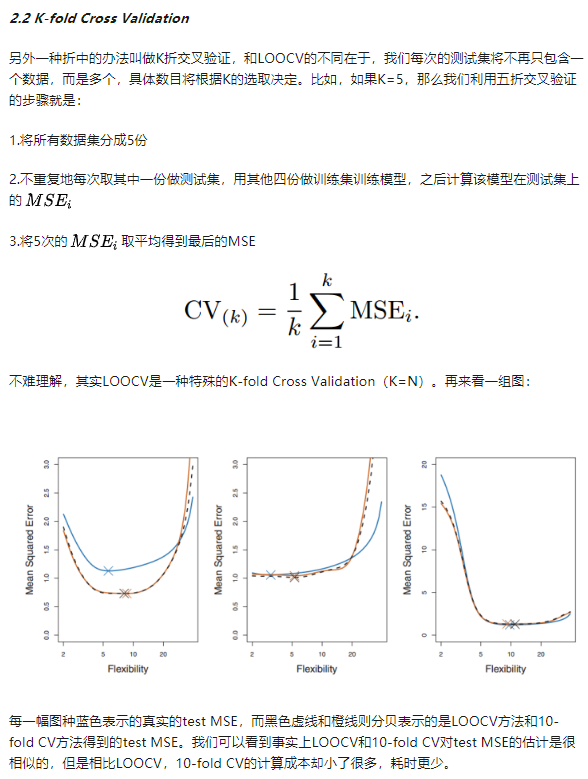 2.2 K-fold Cross Validation
另外一种折中的办法叫做K折交叉验证，和LOOCV的不同在于，我们每次的测试集将不再只包含一
个数据，而是多个，具体数目将根据K的选取决定。比如，如果K=5，那么我们利用五折交叉验证
的步骤就是：
1.将所有数据集分成5份
2.不重复地每次取其中一份做测试集，用其他四份做训练集训练模型，之后计算该模型在测试集上
的 MSE_i
3.将5次的 MSE_i 取平均得到最后的MSE
CV_(k) = 1/k ∑_{i=1}^{k} MSE_i.
不难理解，其实LOOCV是一种特殊的K-fold Cross Validation（K=N）。再来看一组图：
Mean Squared Error
0.0 0.5 1.0 1.5 2.0 2.5 3.0
2 5 10 20
Flexibility
Mean Squared Error
0.0 0.5 1.0 1.5 2.0 2.5 3.0
2 5 10 20
Flexibility
Mean Squared Error
0 5 10 15 20
2 5 10 20
Flexibility
每一幅图种蓝色表示的真实的test MSE，而黑色虚线和橙线则分贝表示的是LOOCV方法和10-
fold CV方法得到的test MSE。我们可以看到事实上LOOCV和10-fold CV对test MSE的估计是很
相似的，但是相比LOOCV，10-fold CV的计算成本却小了很多，耗时更少。